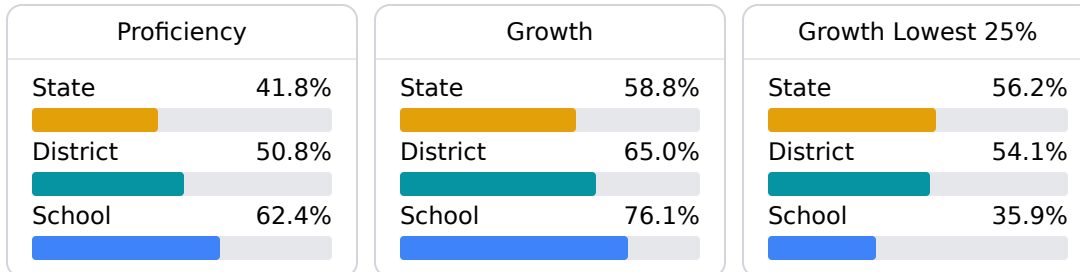 Proficiency
State 41.8%
District 50.8%
School 62.4%
Growth
State 58.8%
District 65.0%
School 76.1%
Growth Lowest 25%
State 56.2%
District 54.1%
School 35.9%